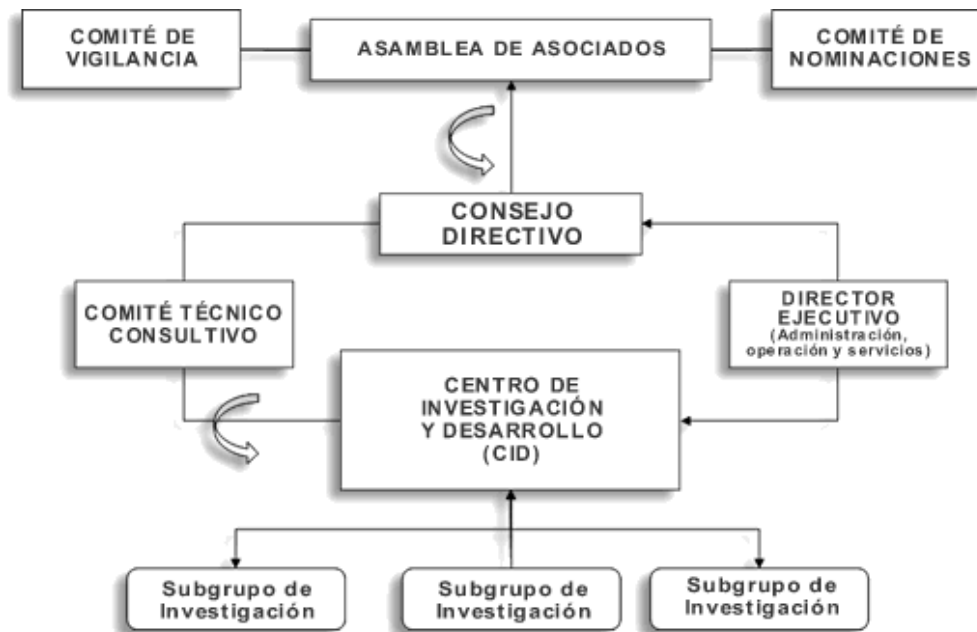 COMITÉ DE
VIGILANCIA
ASAMBLEA DE ASOCIADOS
COMITÉ DE
NOMINACIONES
CONSEJO
DIRECTIVO
COMITÉ TÉCNICO
CONSULTIVO
DIRECTOR
EJECUTIVO
(Administración,
operación y servicios)
CENTRO DE
INVESTIGACIÓN
Y DESARROLLO
(CID)
Subgrupo de
Investigación
Subgrupo de
Investigación
Subgrupo de
Investigación